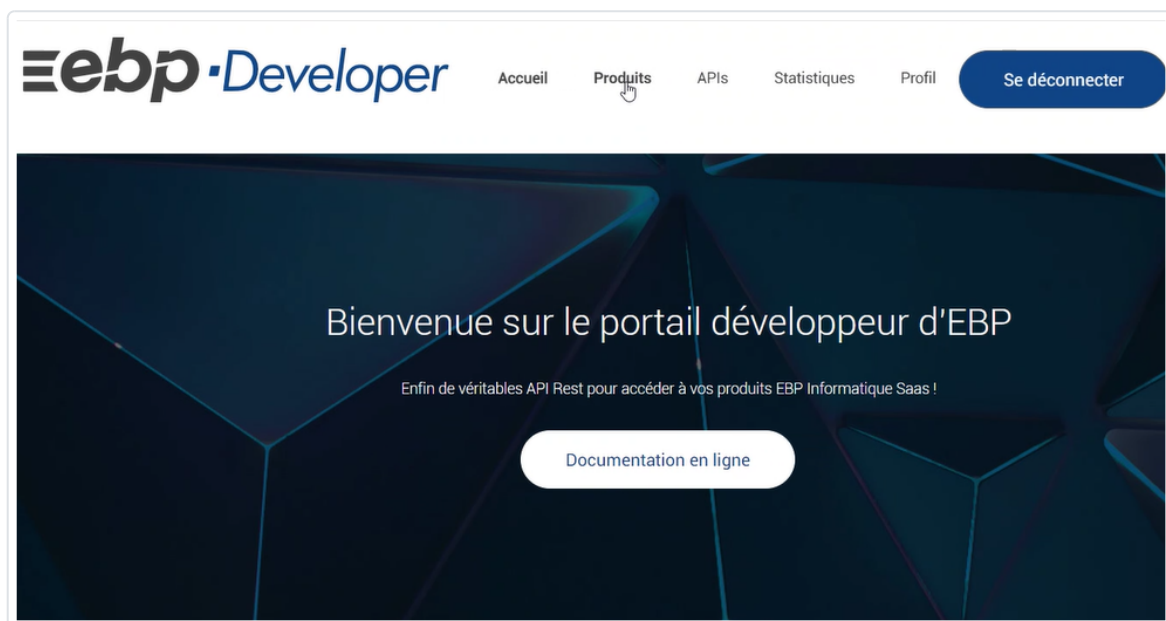 ebp·Developer
Accueil Produits APIs Statistiques Profil Se déconnecter
Bienvenue sur le portail développeur d'EBP
Enfin de véritables API Rest pour accéder à vos produits EBP Informatique Saas !
Documentation en ligne